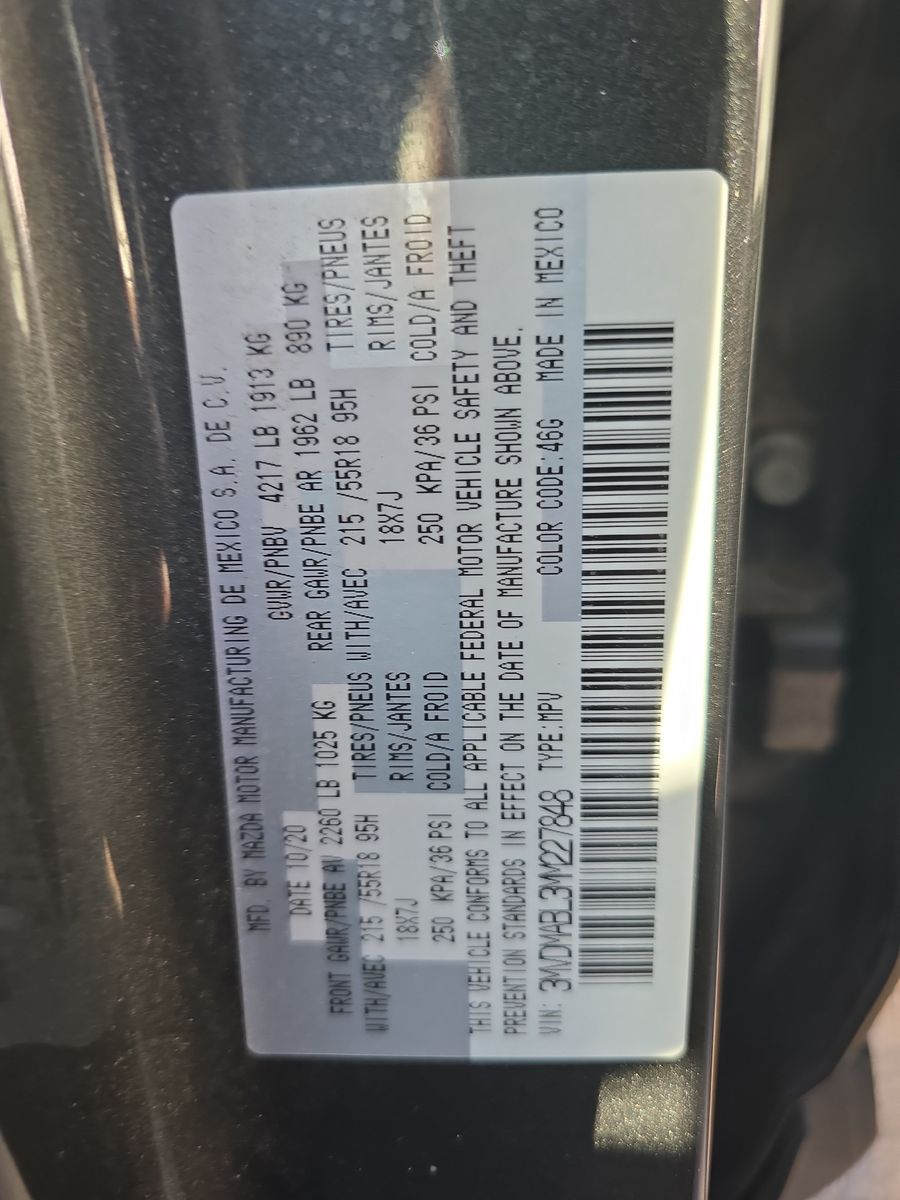 MFD. BY MAZDA MOTOR MANUFACTURING DE MEXICO S.A. DE C.V.
DATE 10/20 GVWR/PNBV 4217 LB 1913 KG
FRONT GAWR/PNBE AV 2260 LB 1025 KG REAR GAWR/PNBE AR 1962 LB 890 KG
WITH/AVEC 215 /55R18 95H TIRES/PNEUS WITH/AVEC 215 /55R18 95H TIRES/PNEUS
18X7J RIMS/JANTES 18X7J RIMS/JANTES
250 KPA/36 PSI COLD/A FROID 250 KPA/36 PSI COLD/A FROID
THIS VEHICLE CONFORMS TO ALL APPLICABLE FEDERAL MOTOR VEHICLE SAFETY AND THEFT
PREVENTION STANDARDS IN EFFECT ON THE DATE OF MANUFACTURE SHOWN ABOVE.
VIN: 3MVDMABL3MM227848 TYPE:MPV COLOR CODE:46G MADE IN MEXICO